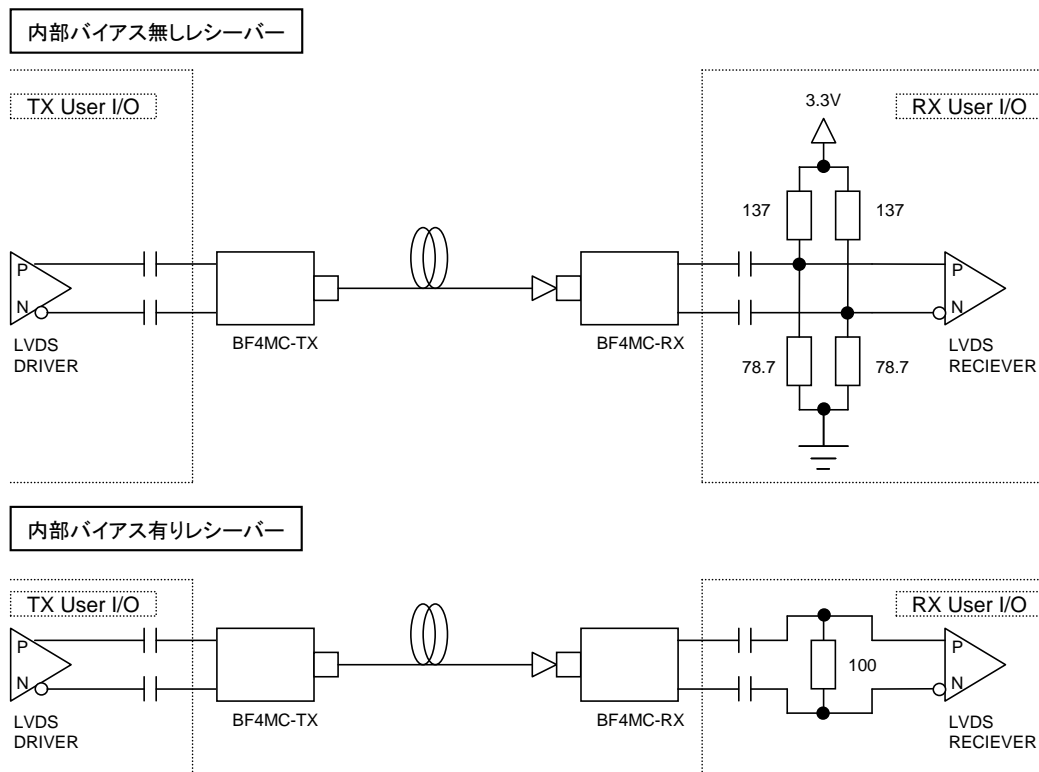 内部バイアス無しレシーバー
TX User I/O
RX User I/O
3.3V
137
137
P
N
P
N
LVDS
DRIVER
BF4MC-TX
BF4MC-RX
78.7
78.7
LVDS
RECIEVER
内部バイアス有りレシーバー
TX User I/O
RX User I/O
P
N
100
P
N
LVDS
DRIVER
BF4MC-TX
BF4MC-RX
LVDS
RECIEVER